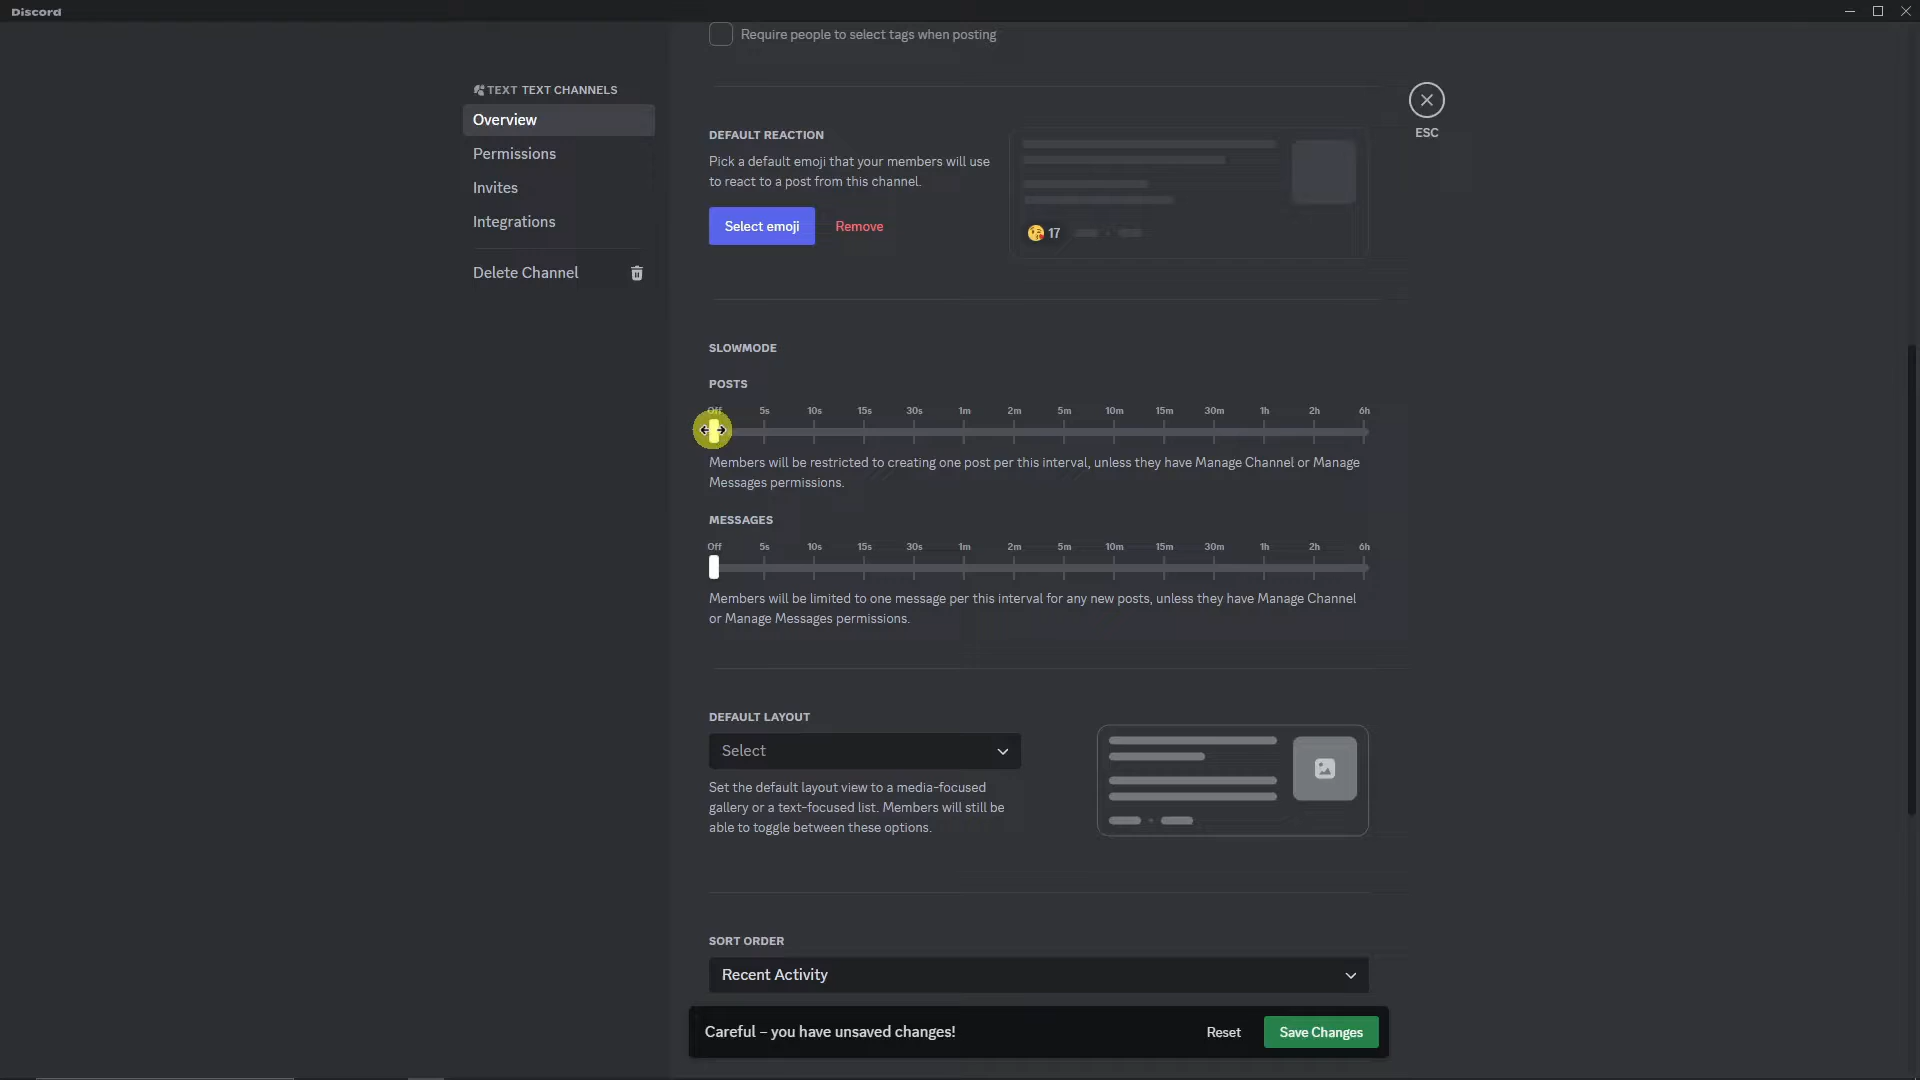 Discord
Require people to select tags when posting
TEXT TEXT CHANNELS
Overview
Permissions
Invites
Integrations
Delete Channel
ESC
DEFAULT REACTION
Pick a default emoji that your members will use
to react to a post from this channel.
Select emoji
Remove
17
SLOWMODE
POSTS
Off 5s 10s 15s 30s 1m 2m 5m 10m 15m 30m 1h 2h 6h
Members will be restricted to creating one post per this interval, unless they have Manage Channel or Manage
Messages permissions.
MESSAGES
Off 5s 10s 15s 30s 1m 2m 5m 10m 15m 30m 1h 2h 6h
Members will be limited to one message per this interval for any new posts, unless they have Manage Channel
or Manage Messages permissions.
DEFAULT LAYOUT
Select
Set the default layout view to a media-focused
gallery or a text-focused list. Members will still be
able to toggle between these options.
SORT ORDER
Recent Activity
Careful – you have unsaved changes!
Reset
Save Changes